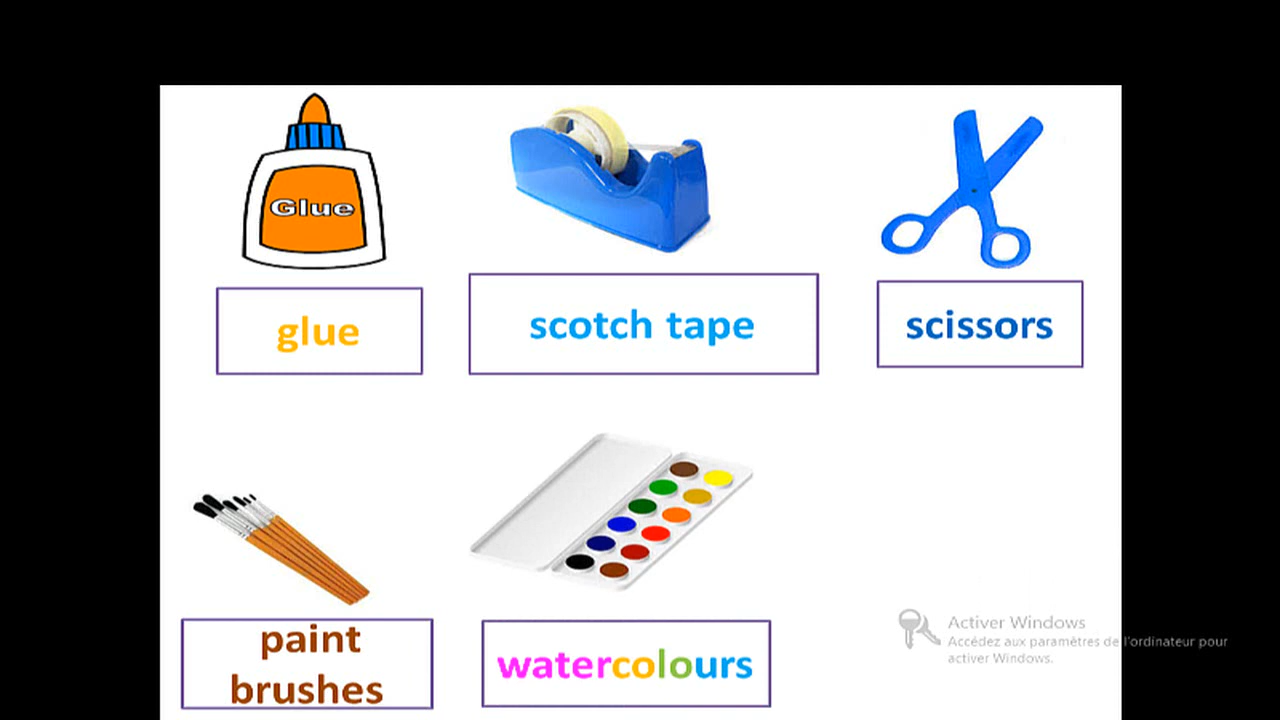 Glue
glue
scotch tape
scissors
paint
brushes
watercolours
Activer Windows
Accédez aux paramètres de l'ordinateur pour
activer Windows.